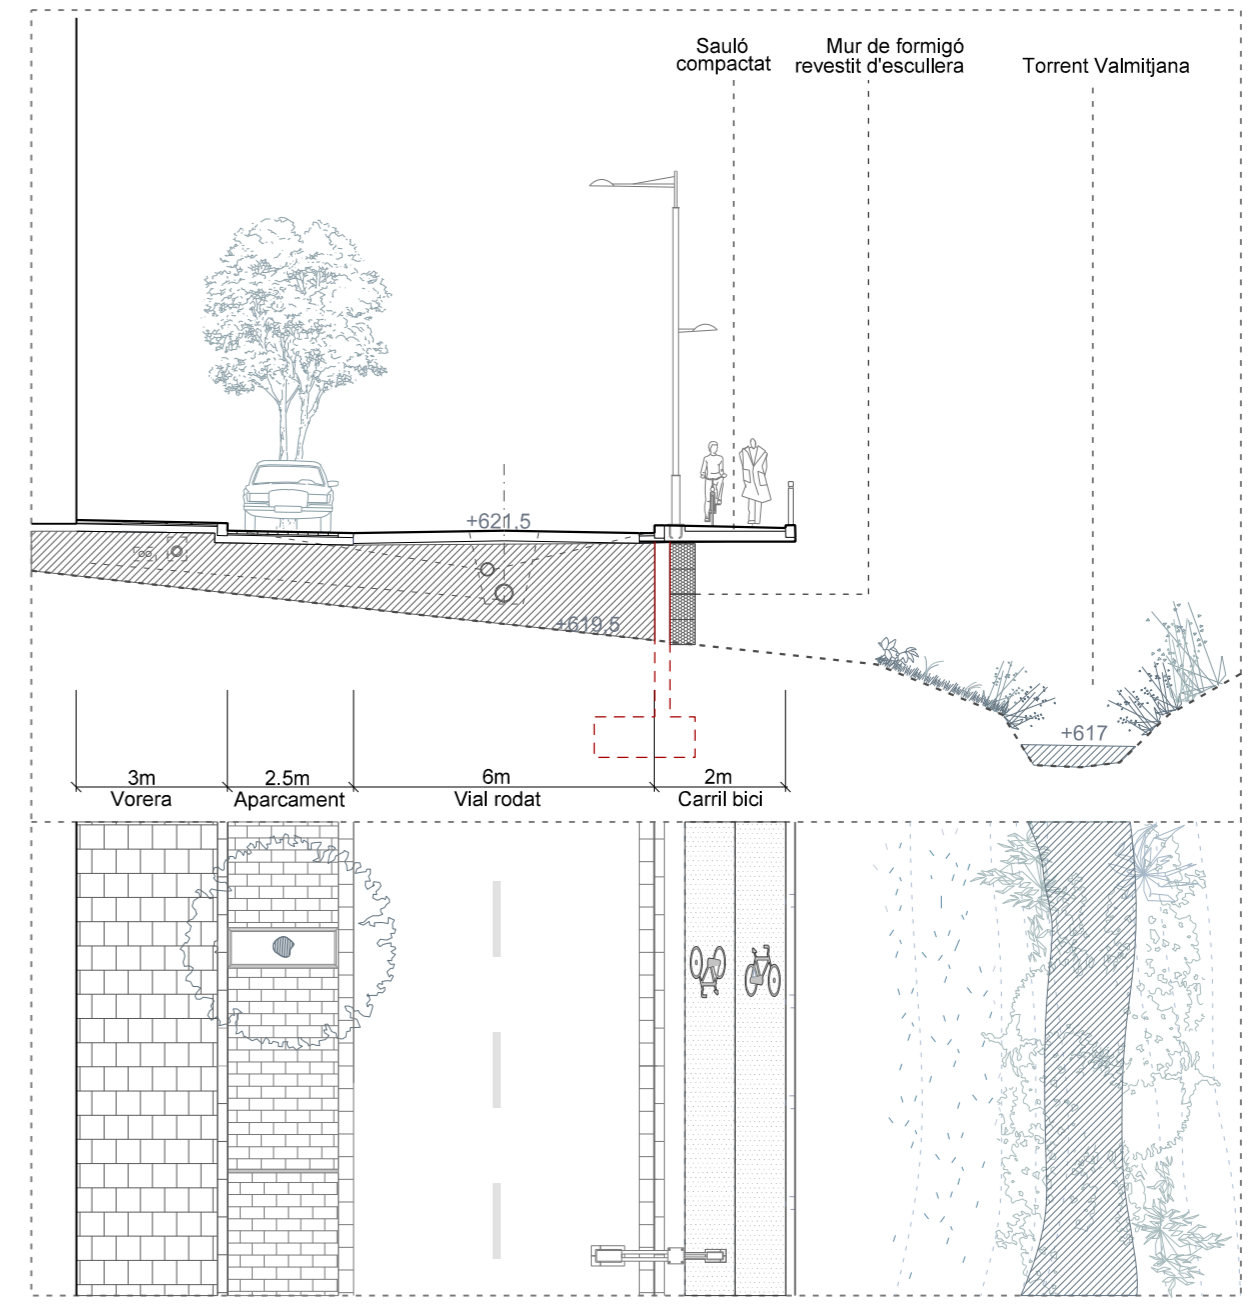 Sauló
compactat
Mur de formigó
revestit d'escullera
Torrent Valmitjana
+621,5
+619,5
+617
3m
Vorera
2.5m
Aparcament
6m
Vial rodat
2m
Carril bici